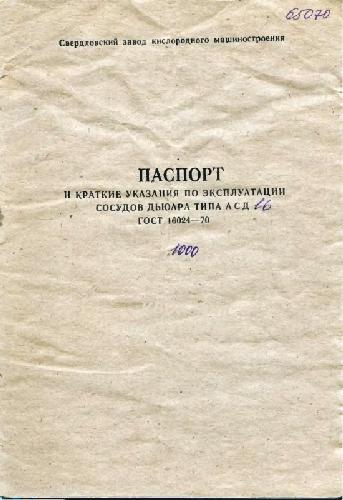 65070
Свердловский завод кислородного машиностроения
ПАСПОРТ
И КРАТКИЕ УКАЗАНИЯ ПО ЭКСПЛУАТАЦИИ
СОСУДОВ ДЬЮАРА ТИПА АСД 16
ГОСТ 16024—70
1000